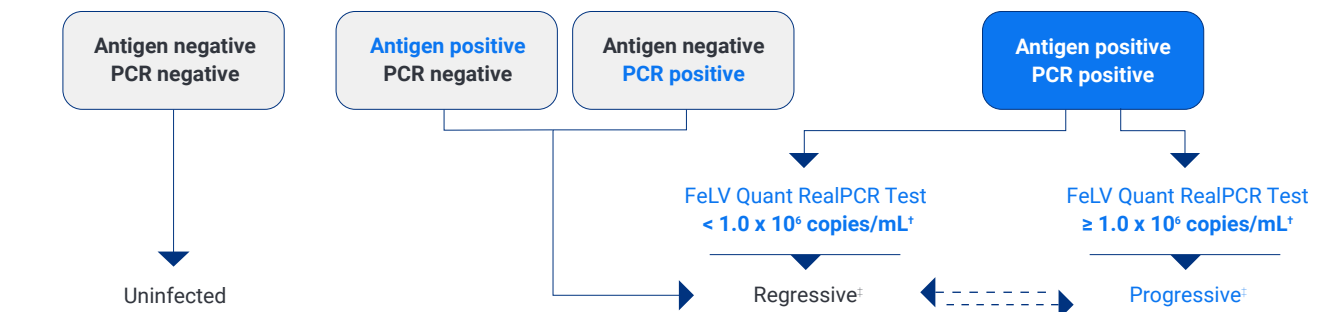 Antigen negative
PCR negative
Antigen positive
PCR negative
Antigen negative
PCR positive
Antigen positive
PCR positive
FeLV Quant RealPCR Test
< 1.0 x 10⁶ copies/mL†
FeLV Quant RealPCR Test
≥ 1.0 x 10⁶ copies/mL†
Uninfected
Regressive‡
Progressive‡